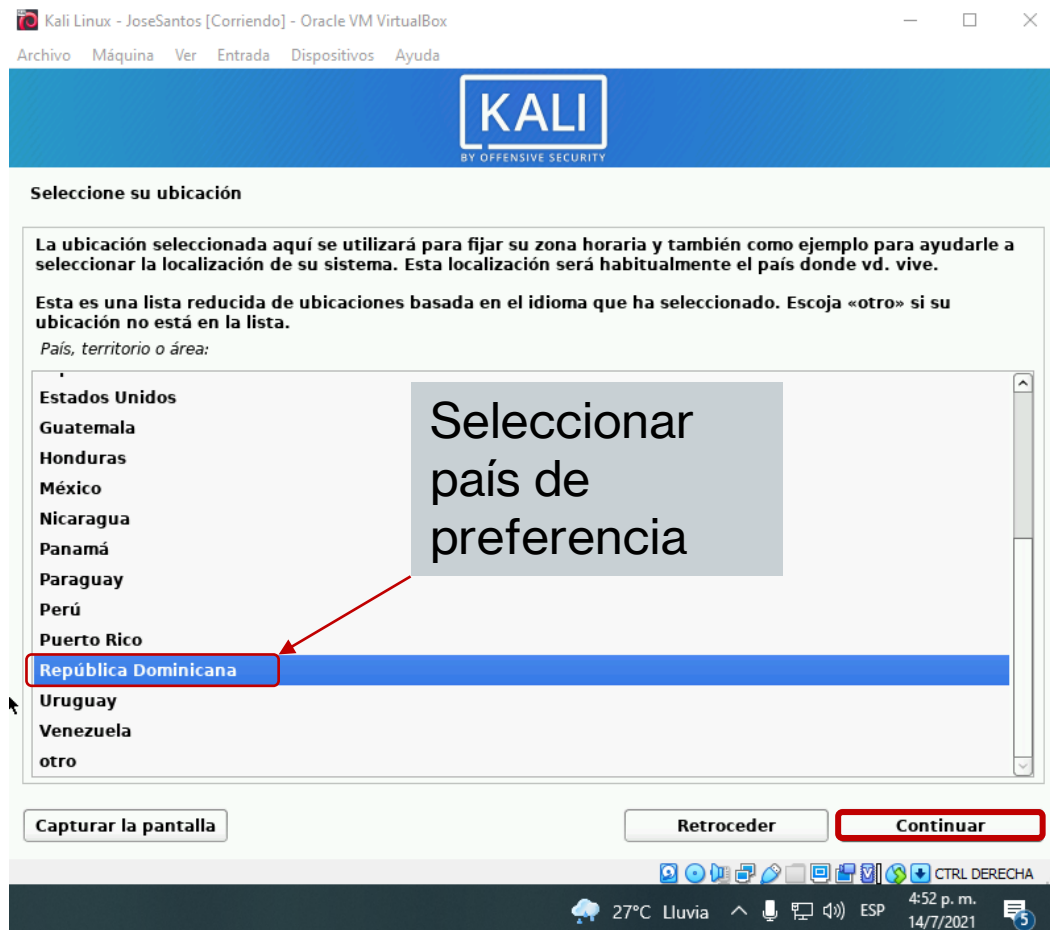 Kali Linux - JoseSantos [Corriendo] - Oracle VM VirtualBox
Archivo Máquina Ver Entrada Dispositivos Ayuda
KALI
BY OFFENSIVE SECURITY
Seleccione su ubicación
La ubicación seleccionada aquí se utilizará para fijar su zona horaria y también como ejemplo para ayudarle a
seleccionar la localización de su sistema. Esta localización será habitualmente el país donde vd. vive.
Esta es una lista reducida de ubicaciones basada en el idioma que ha seleccionado. Escoja «otro» si su
ubicación no está en la lista.
País, territorio o área:
Estados Unidos
Guatemala
Honduras
México
Nicaragua
Panamá
Paraguay
Perú
Puerto Rico
República Dominicana
Uruguay
Venezuela
otro
Seleccionar
país de
preferencia
Capturar la pantalla
Retroceder
Continuar
CTRL DERECHA
27°C Lluvia
ESP
4:52 p. m.
14/7/2021
5